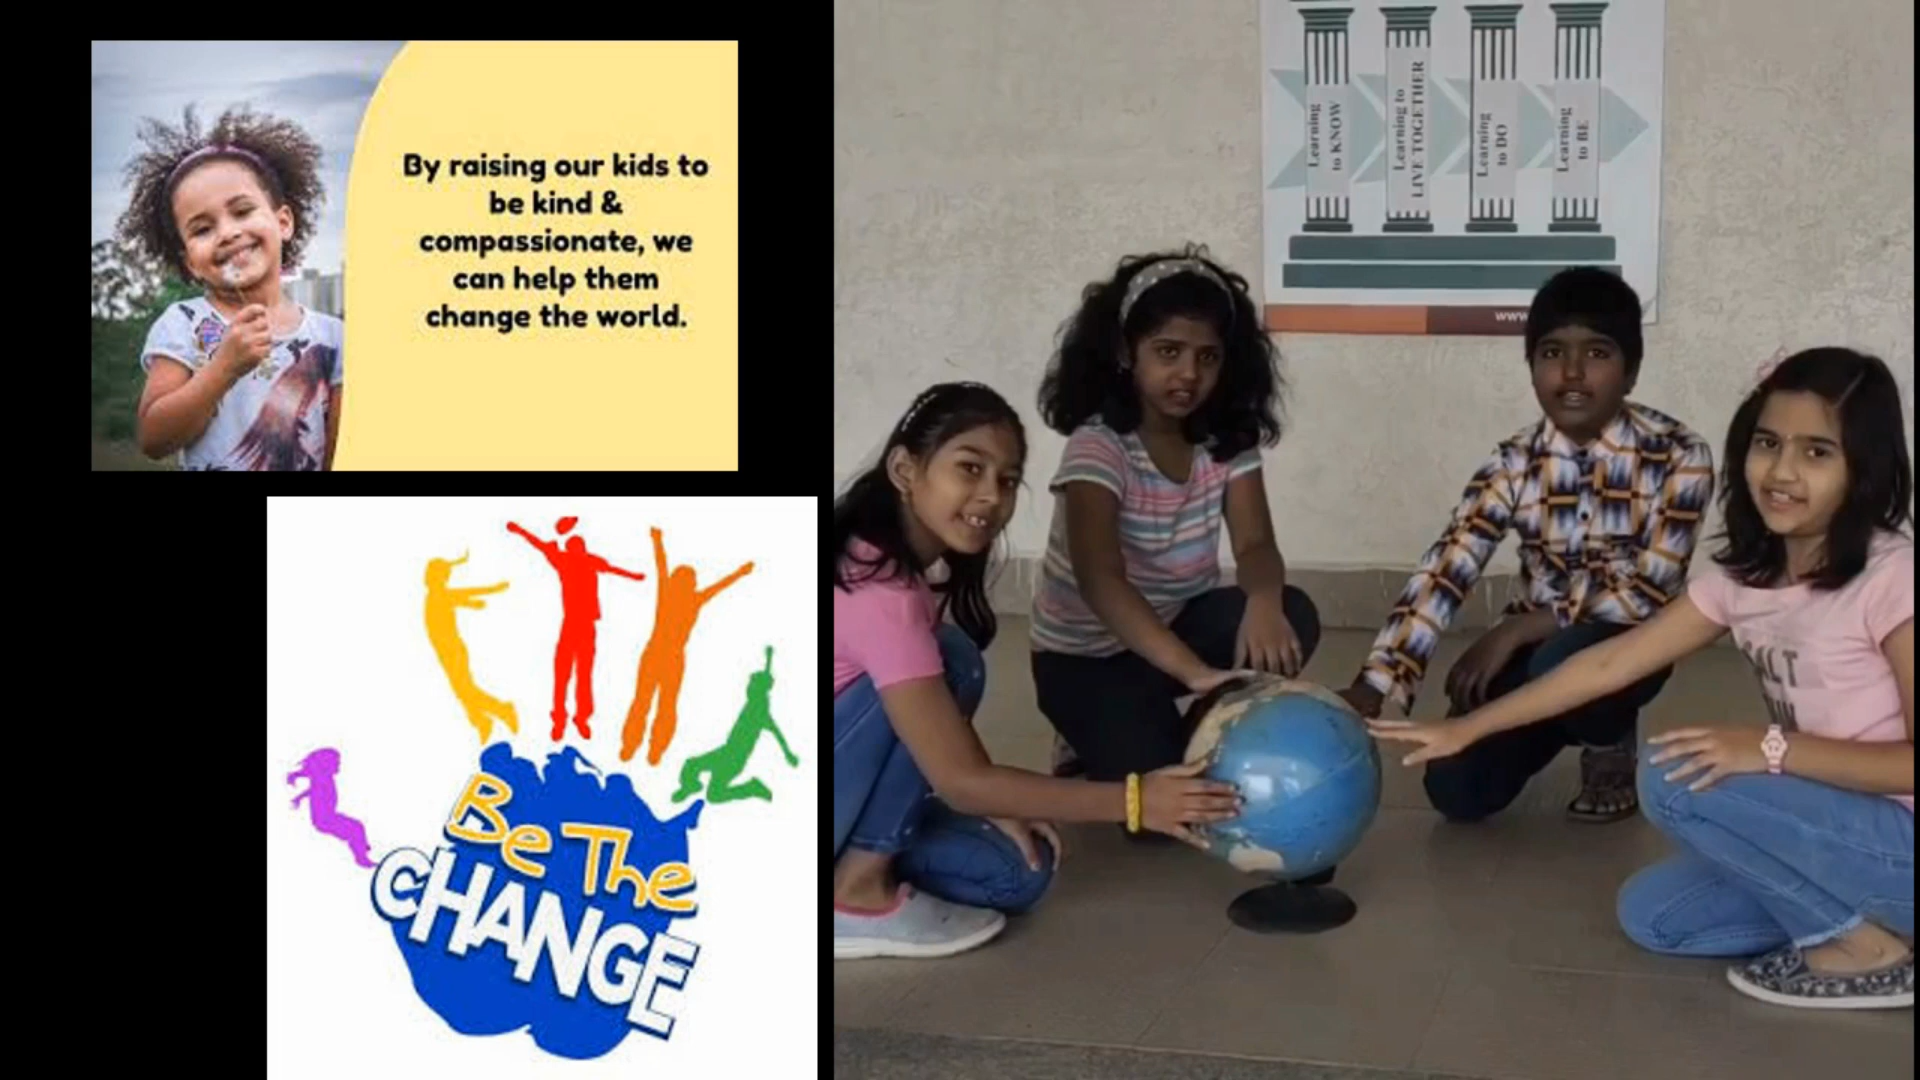 By raising our kids to
be kind &
compassionate, we
can help them
change the world.
Be The
CHANGE
Learning
to KNOW
Learning to
LIVE TOGETHER
Learning
to DO
Learning
to BE
www